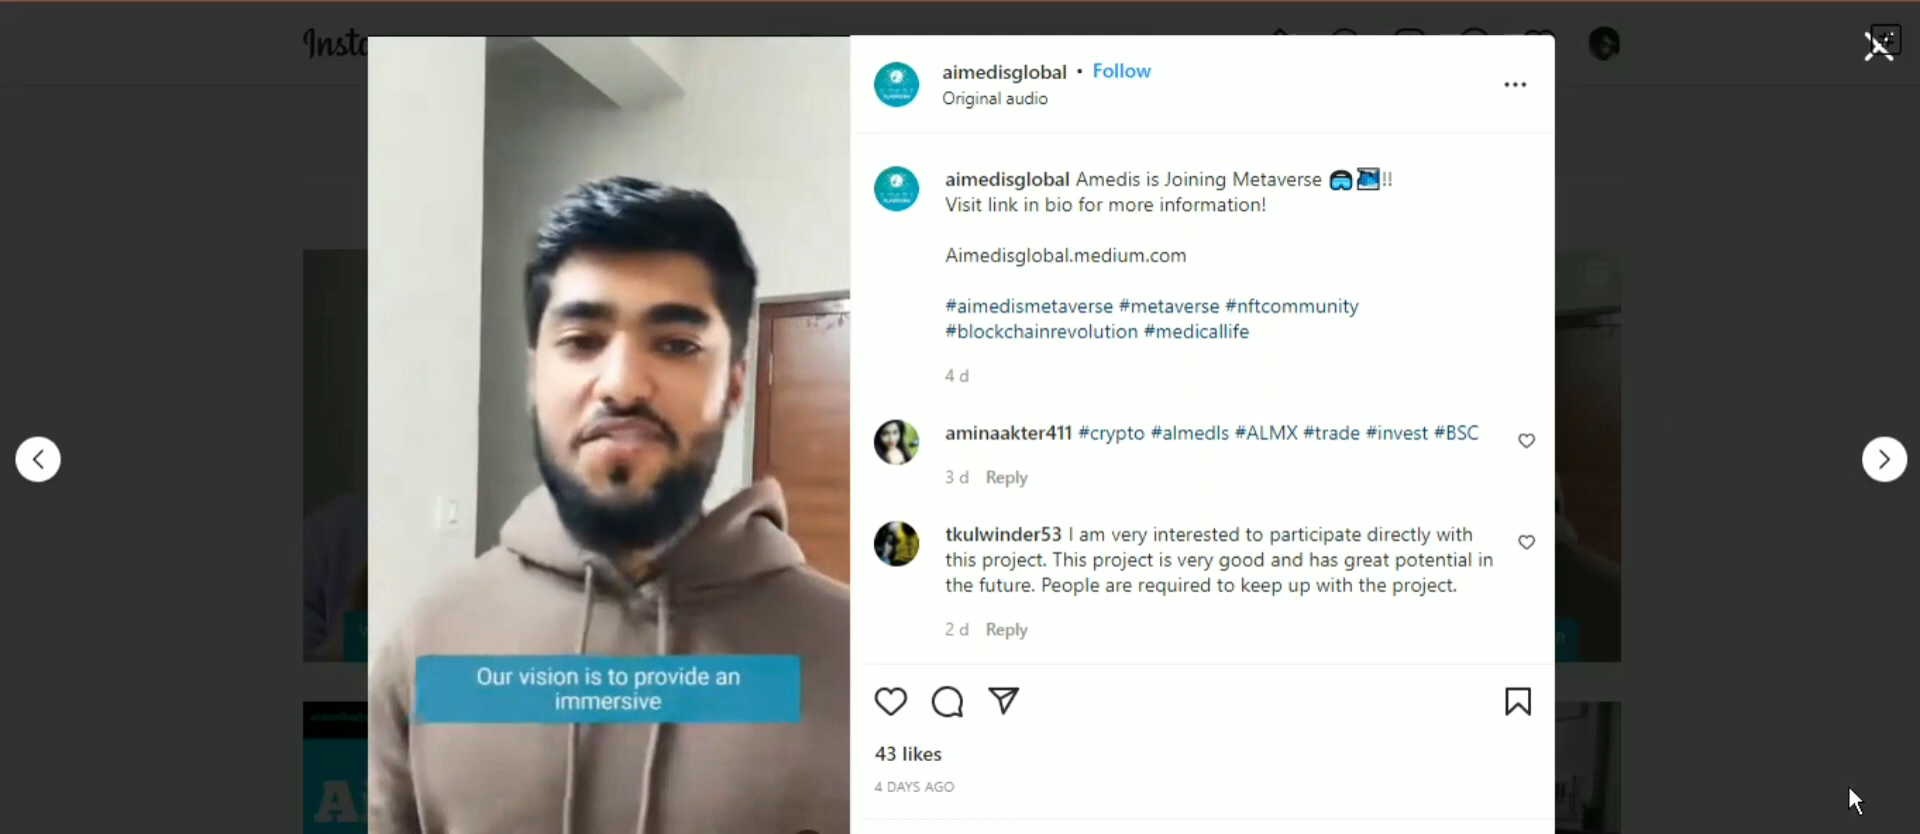 Insta
aimedisglobal • Follow
Original audio
aimedisglobal Amedis is Joining Metaverse !!
Visit link in bio for more information!
Aimedisglobal.medium.com
#aimedismetaverse #metaverse #nftcommunity
#blockchainrevolution #medicallife
4 d
aminaakter411 #crypto #almedls #ALMX #trade #invest #BSC
3 d Reply
tkulwinder53 I am very interested to participate directly with
this project. This project is very good and has great potential in
the future. People are required to keep up with the project.
2 d Reply
Our vision is to provide an
immersive
43 likes
4 DAYS AGO